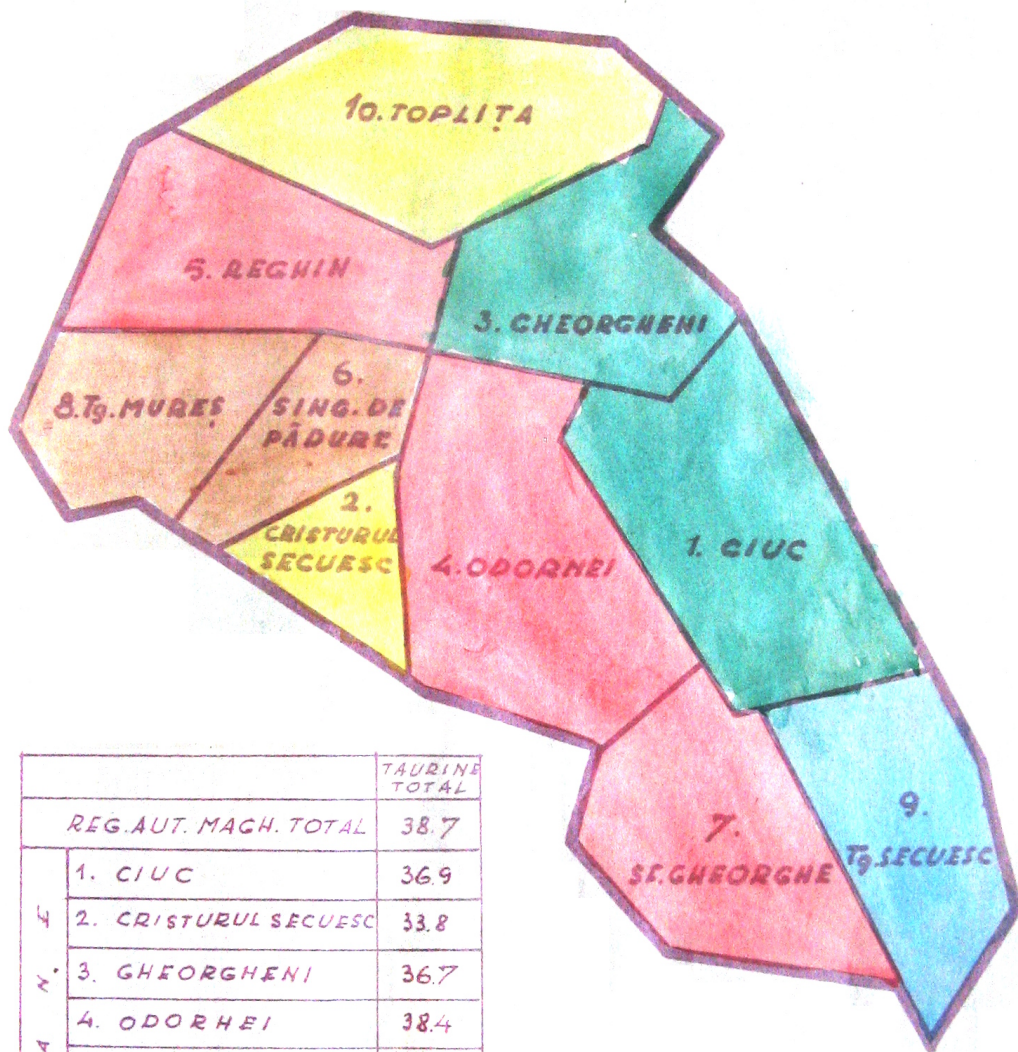 10. TOPLIȚA
5. REGHIN
3. GHEORGHENI
8. Tg. MUREȘ
6.
SING. DE
PĂDURE
2.
CRISTURUL
SECUESC
4. ODORHEI
1. CIUC
7.
SF. GHEORGHE
9.
Tg. SECUESC
TAURINE
TOTAL
REG. AUT. MAGH. TOTAL 38.7
1. CIUC 36.9
2. CRISTURUL SECUESC 33.8
3. GHEORGHENI 36.7
4. ODORHEI 38.4